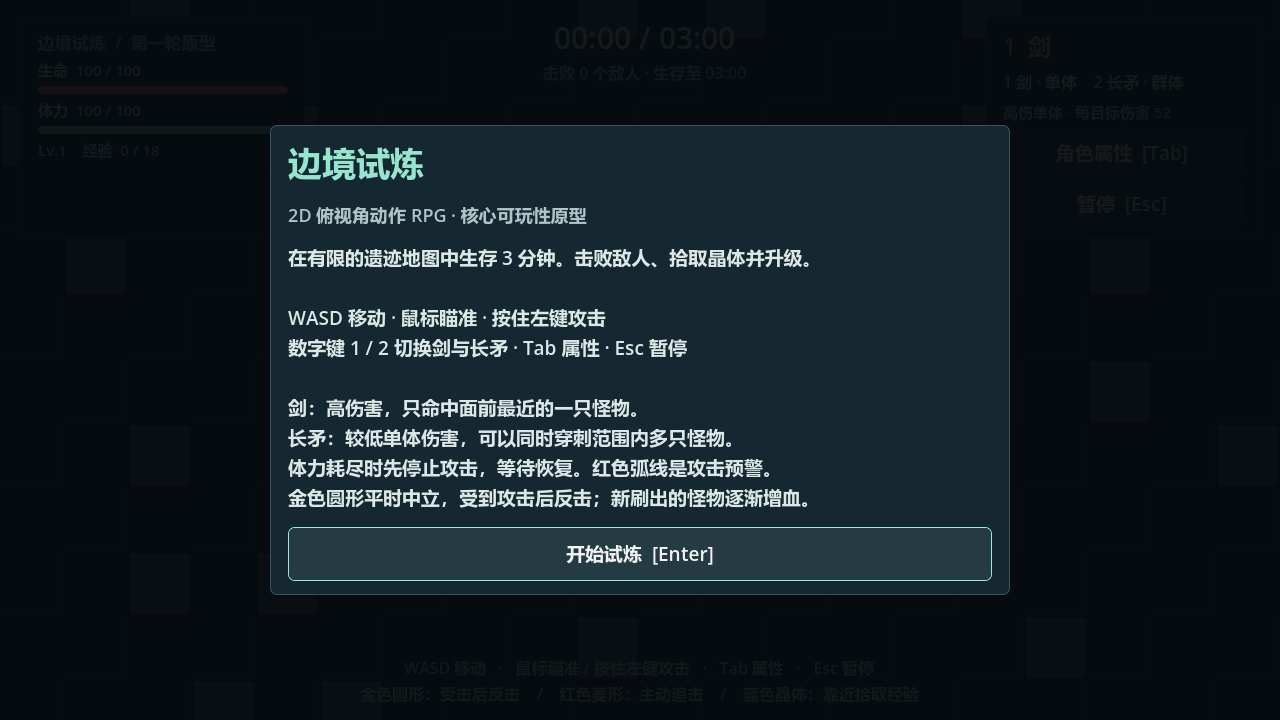 边境试炼 / 第一轮原型
生命 100 / 100
体力 100 / 100
Lv.1 经验 0 / 18
00:00 / 03:00
击败 0 个敌人 · 生存至 03:00
1 剑
1 剑 · 单体 2 长矛 · 群体
高伤单体 · 每目标伤害 52
角色属性 [Tab]
暂停 [Esc]
边境试炼
2D 俯视角动作 RPG · 核心可玩性原型
在有限的遗迹地图中生存 3 分钟。击败敌人、拾取晶体并升级。
WASD 移动 · 鼠标瞄准 · 按住左键攻击
数字键 1 / 2 切换剑与长矛 · Tab 属性 · Esc 暂停
剑：高伤害，只命中面前最近的一只怪物。
长矛：较低单体伤害，可以同时穿刺范围内多只怪物。
体力耗尽时先停止攻击，等待恢复。红色弧线是攻击预警。
金色圆形平时中立，受到攻击后反击；新刷出的怪物逐渐增血。
开始试炼 [Enter]
WASD 移动 · 鼠标瞄准 / 按住左键攻击 · Tab 属性 · Esc 暂停
金色圆形：受击后反击 / 红色菱形：主动追击 / 蓝色晶体：靠近拾取经验